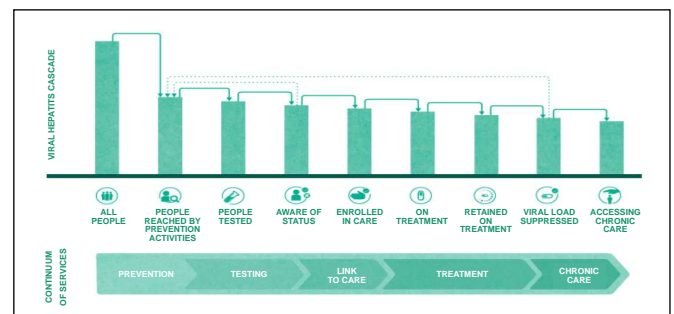 VIRAL HEPATITS CASCADE
ALL
PEOPLE
PEOPLE
REACHED BY
PREVENTION
ACTIVITIES
PEOPLE
TESTED
AWARE OF
STATUS
ENROLLED
IN CARE
ON
TREATMENT
RETAINED
ON
TREATMENT
VIRAL LOAD
SUPPRESSED
ACCESSING
CHRONIC
CARE
CONTINUUM
OF SERVICES
PREVENTION
TESTING
LINK
TO CARE
TREATMENT
CHRONIC
CARE